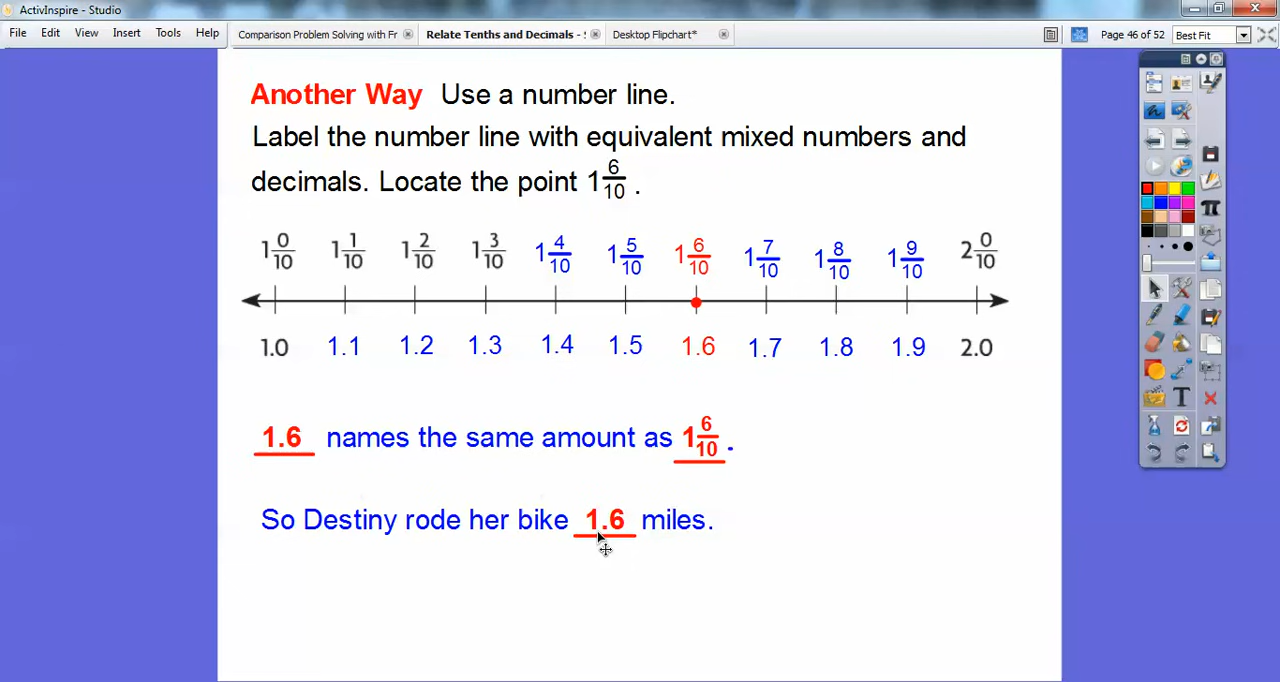 ActivInspire - Studio
File Edit View Insert Tools Help
Comparison Problem Solving with Fr
Relate Tenths and Decimals - S
Desktop Flipchart*
Page 46 of 52
Best Fit
Another Way Use a number line.
Label the number line with equivalent mixed numbers and
decimals. Locate the point 1 6/10 .
1 0/10 1 1/10 1 2/10 1 3/10 1 4/10 1 5/10 1 6/10 1 7/10 1 8/10 1 9/10 2 0/10
1.0 1.1 1.2 1.3 1.4 1.5 1.6 1.7 1.8 1.9 2.0
1.6 names the same amount as 1 6/10 .
So Destiny rode her bike 1.6 miles.